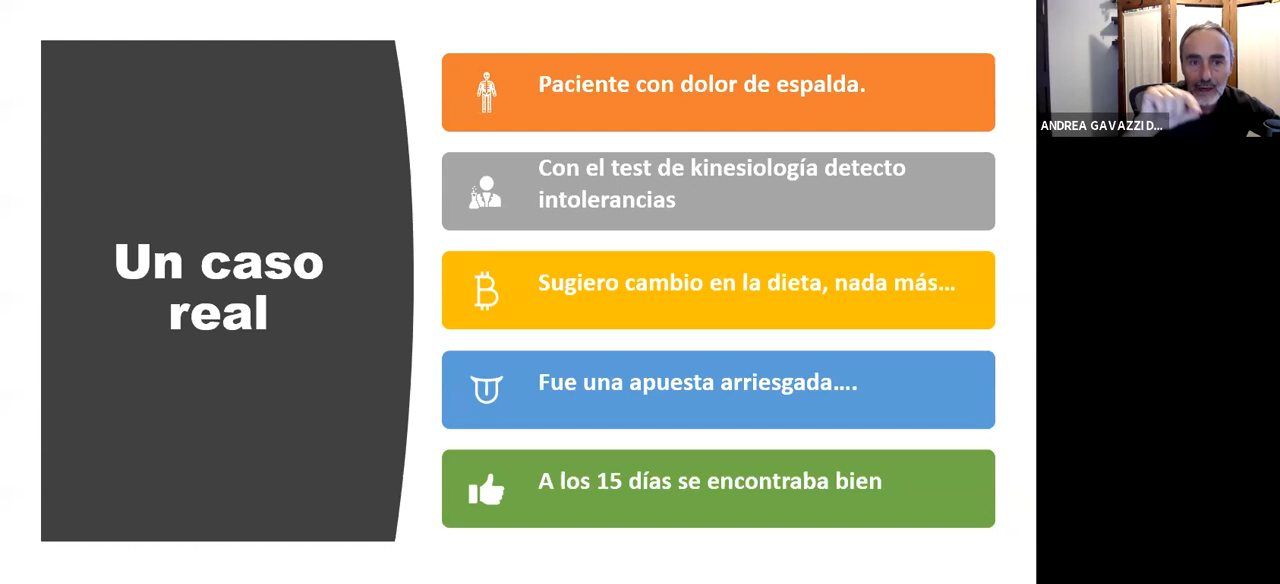 Un caso
real
Paciente con dolor de espalda.
Con el test de kinesiología detecto
intolerancias
Sugiero cambio en la dieta, nada más...
Fue una apuesta arriesgada....
A los 15 días se encontraba bien
ANDREA GAVAZZI D...